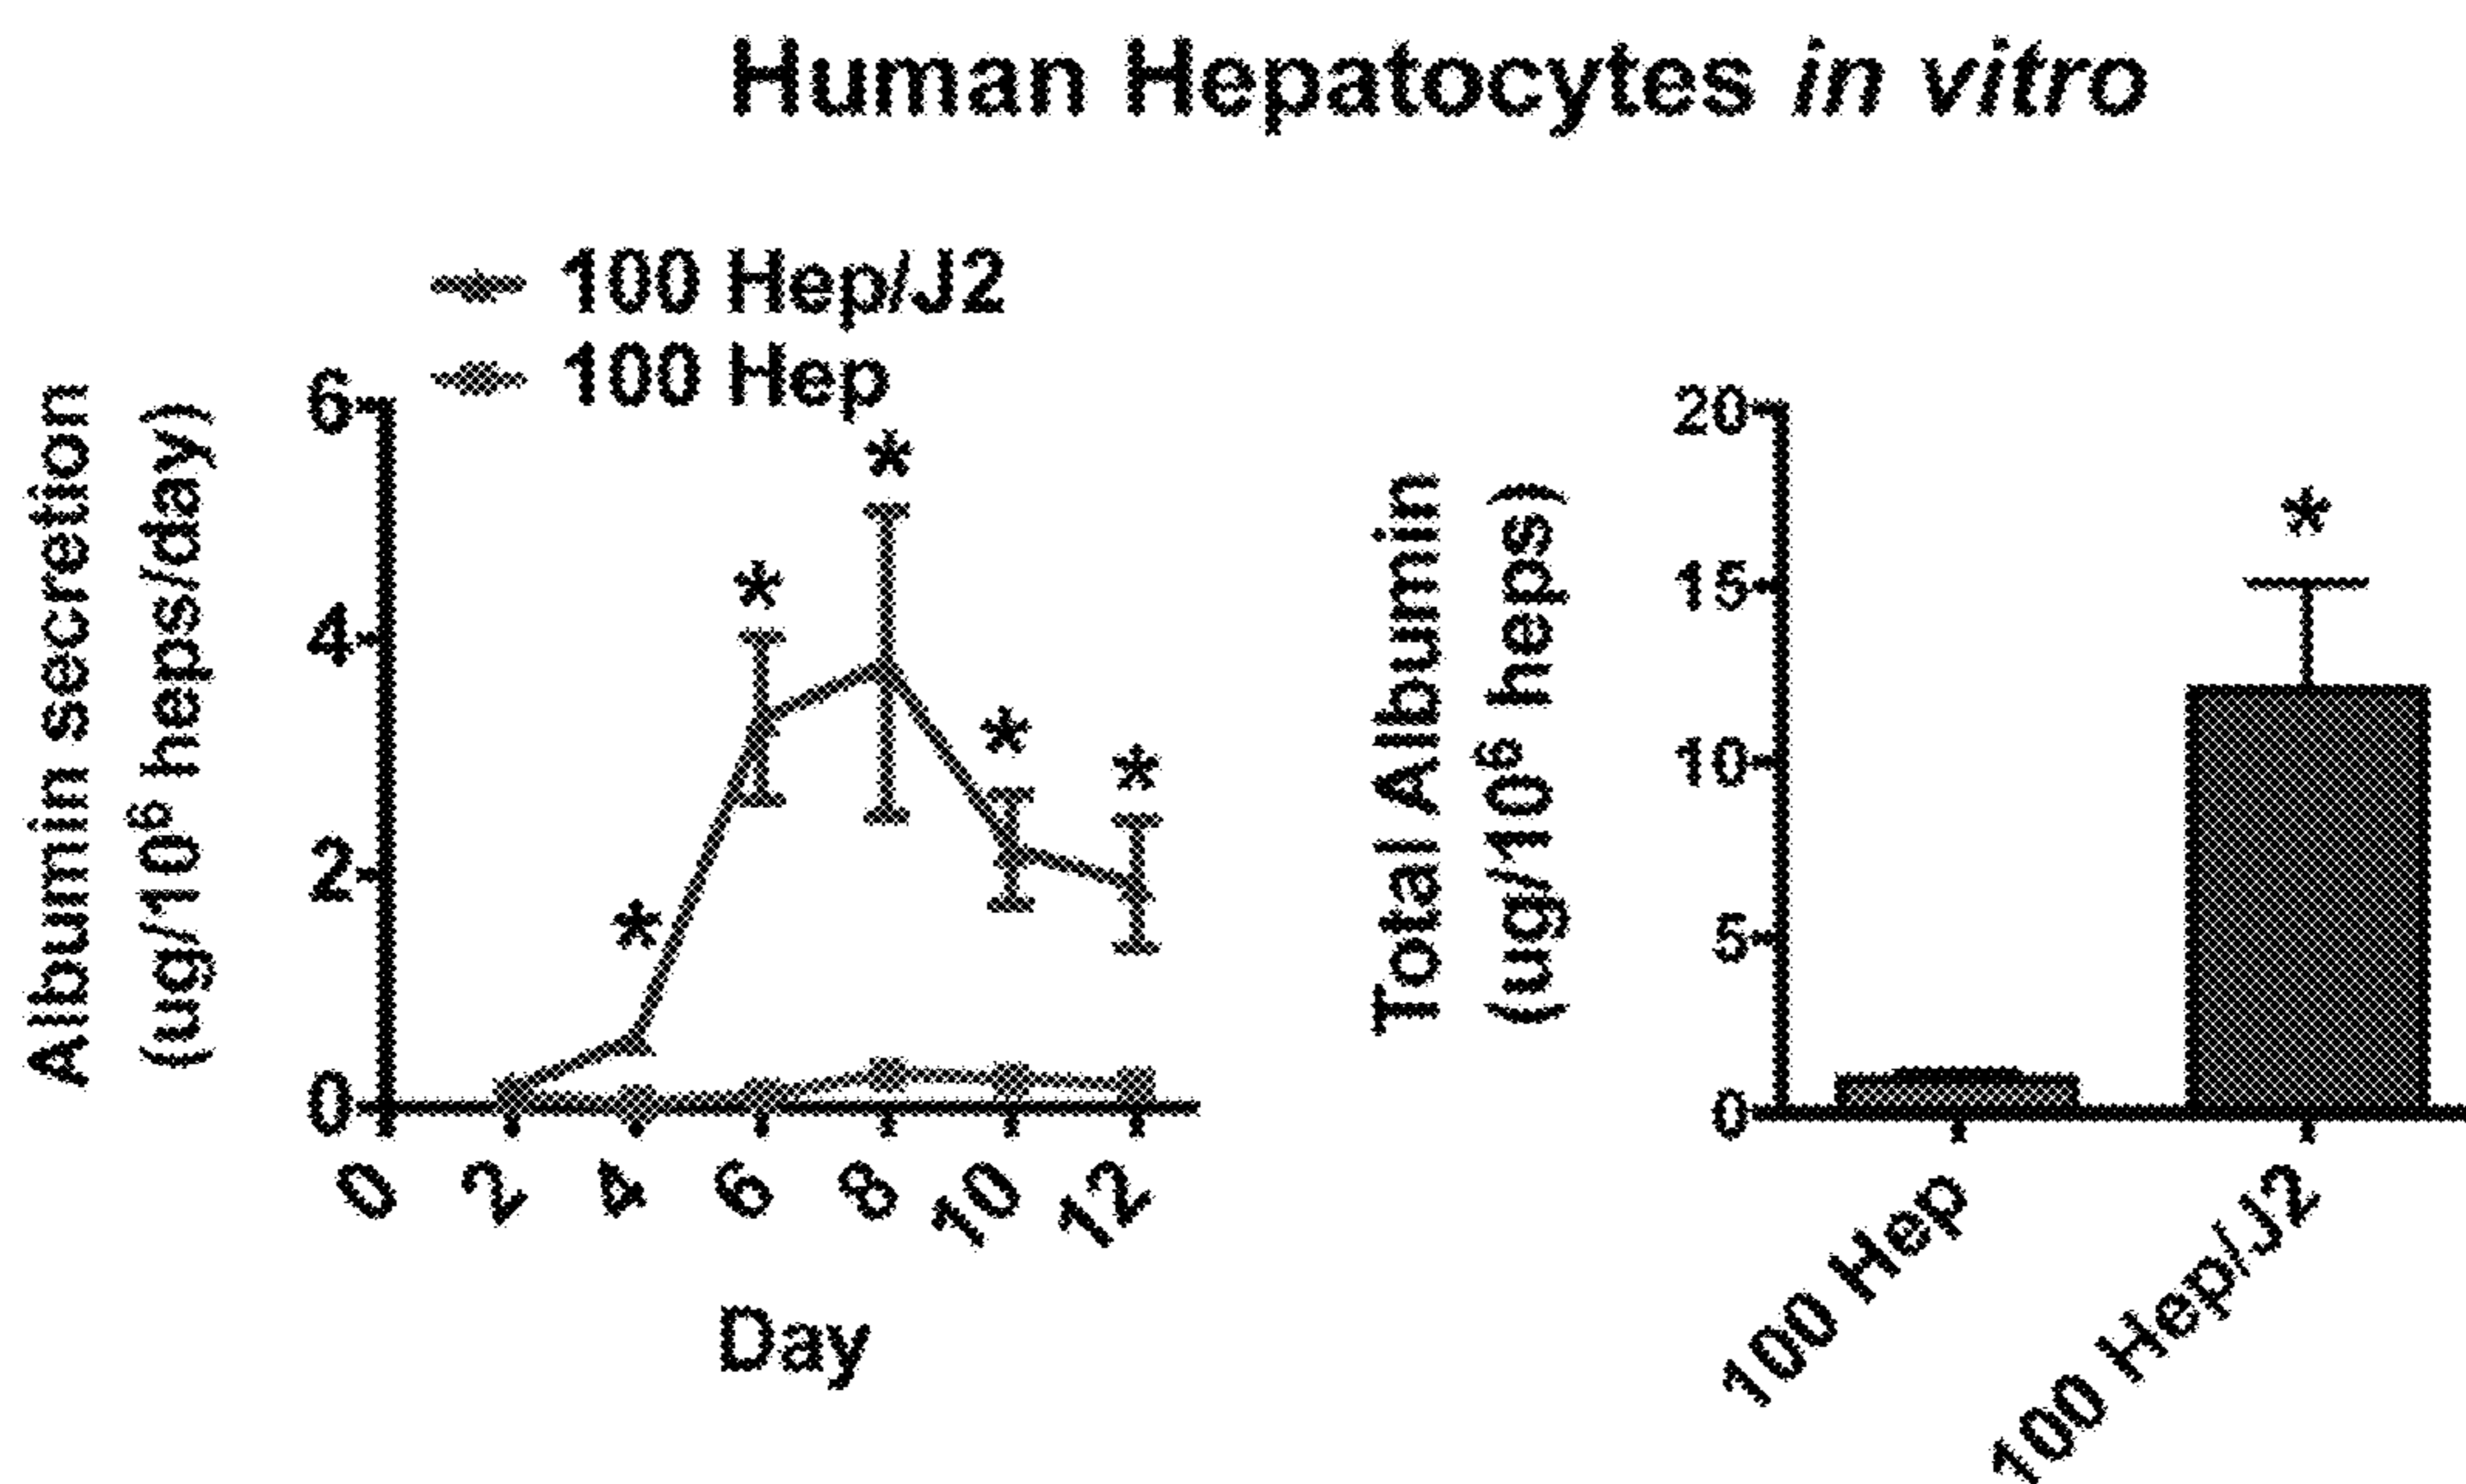 Human Hepatocytes in vitro
100 Hep/J2
100 Hep
Albumin secretion
(ug/10⁶ heps/day)
6
4
2
0
*
*
*
*
*
0
2
4
6
8
10
12
Day
Total Albumin
(ug/10⁶ heps)
20
15
10
5
0
*
100 Hep
100 Hep/J2